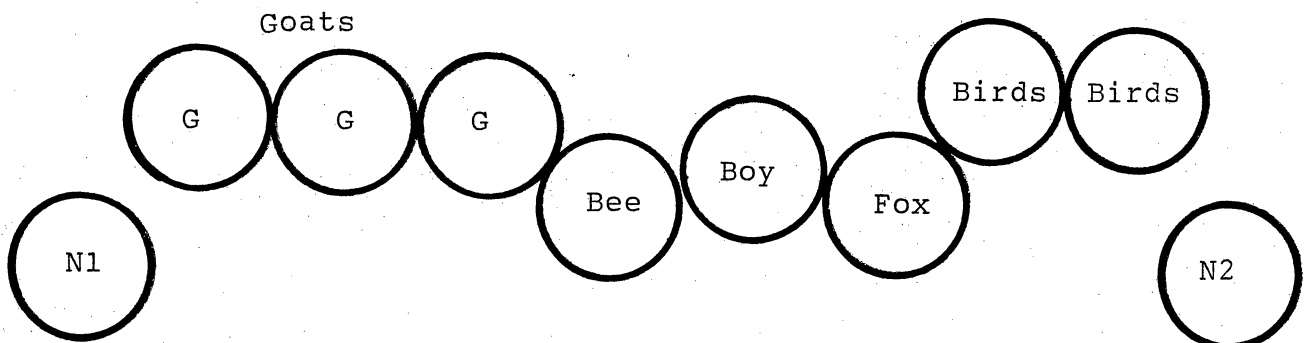 Goats
G G G Bee Boy Fox Birds Birds
N1 N2